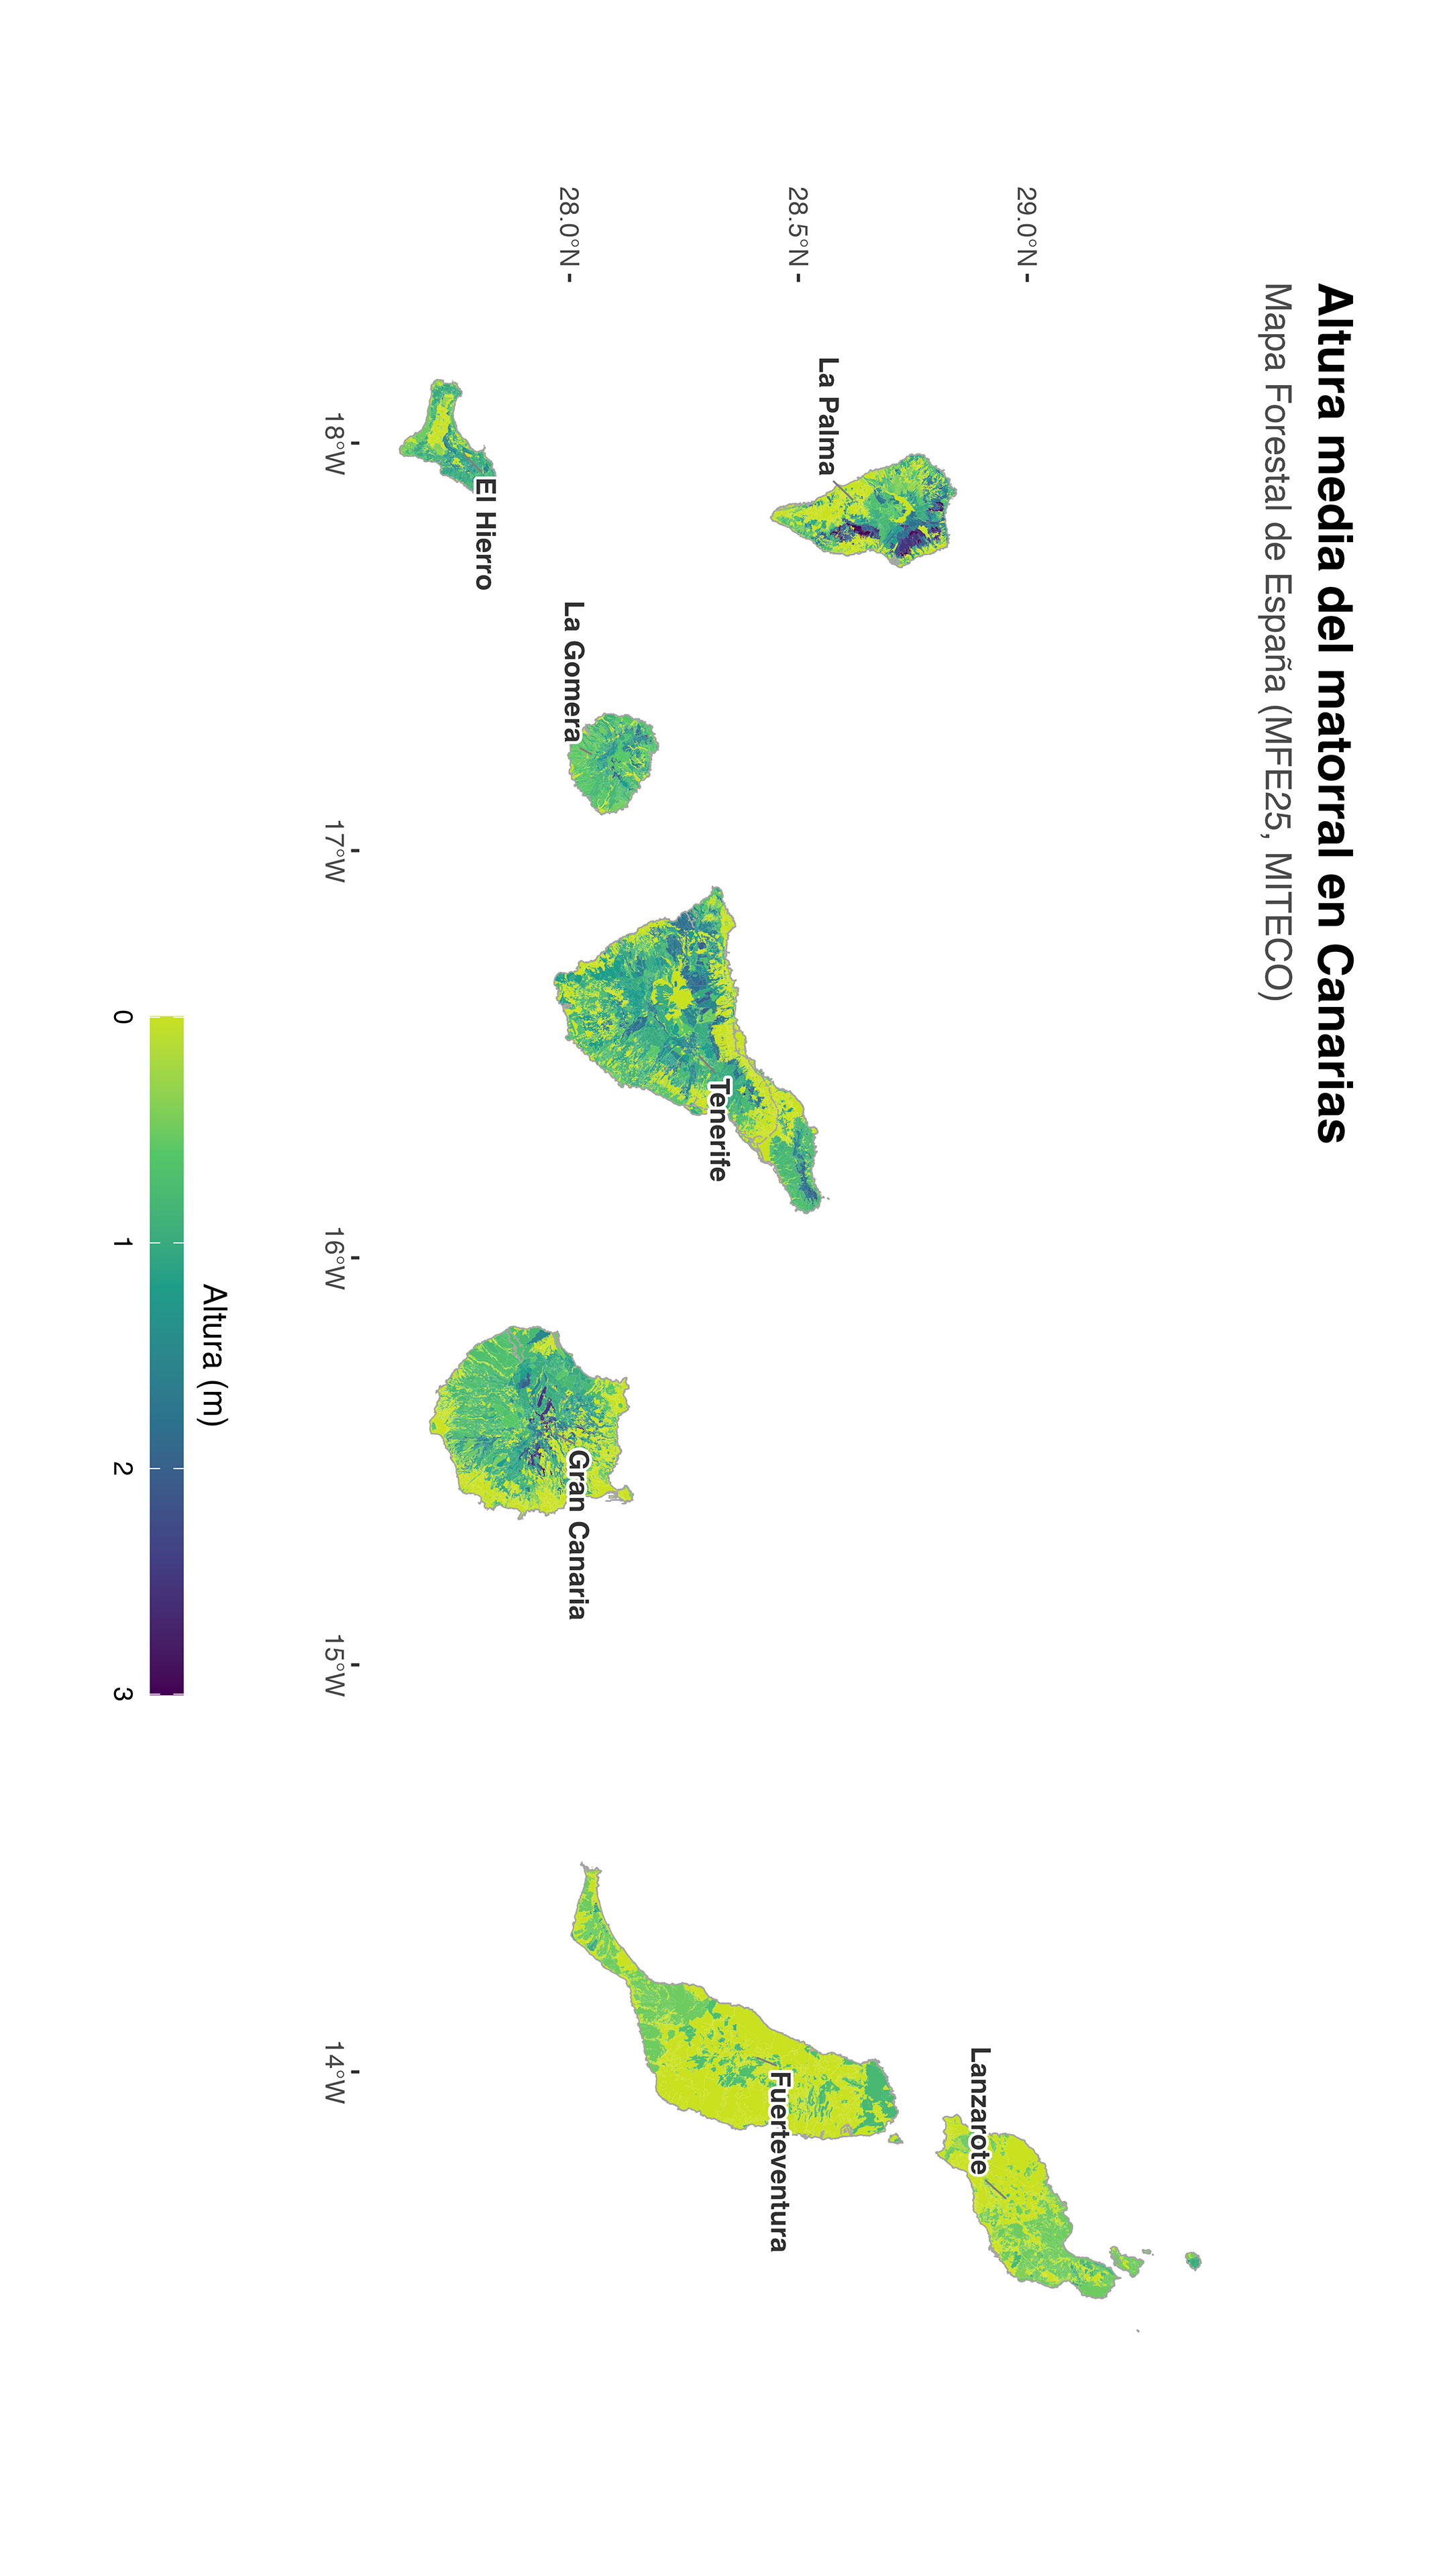 Altura media del matorral en Canarias
Mapa Forestal de España (MFE25, MITECO)
29.0°N
28.5°N
28.0°N
La Palma
El Hierro
La Gomera
Tenerife
Gran Canaria
Fuerteventura
Lanzarote
18°W
17°W
16°W
15°W
14°W
Altura (m)
0
1
2
3